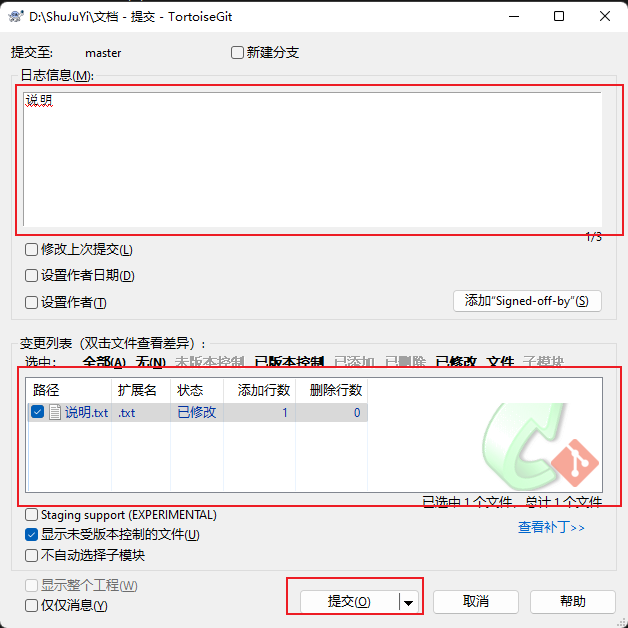 D:\ShuJuYi\文档 - 提交 - TortoiseGit
提交至: master 新建分支
日志信息(M):
说明
1/3
修改上次提交(L)
设置作者日期(D)
设置作者(T)
添加"Signed-off-by"(S)
变更列表（双击文件查看差异）:
选中: 全部(A) 无(N) 未版本控制 已版本控制 已添加 已删除 已修改 文件 子模块
路径 扩展名 状态 添加行数 删除行数
说明.txt .txt 已修改 1 0
已选中 1 个文件，总计 1 个文件
Staging support (EXPERIMENTAL)
显示未受版本控制的文件(U)
查看补丁>>
不自动选择子模块
显示整个工程(W)
仅仅消息(Y)
提交(O) 取消 帮助